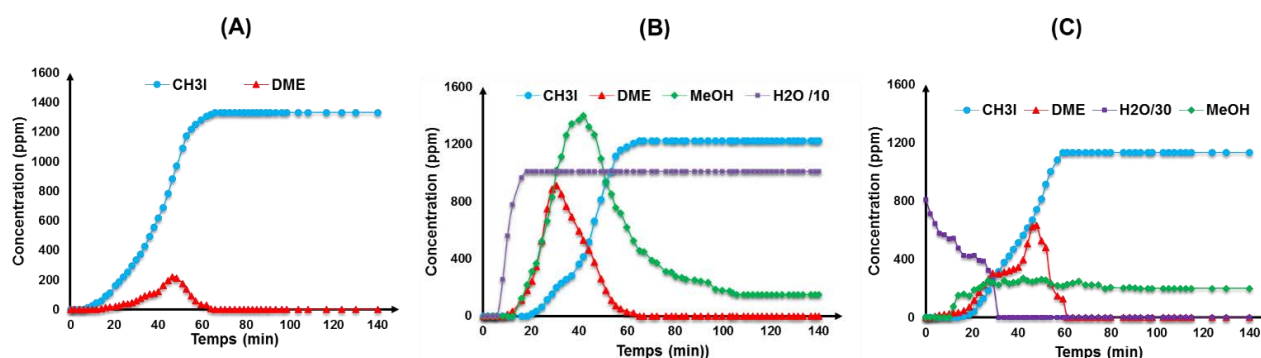 (A)
CH3I DME
Concentration (ppm)
1600
1400
1200
1000
800
600
400
200
0
0 20 40 60 80 100 120 140
Temps (min)
(B)
CH3I DME MeOH H2O /10
Concentration (ppm)
1600
1200
800
400
0
0 20 40 60 80 100 120 140
Temps (min))
(C)
CH3I DME H2O/30 MeOH
Concentration (ppm)
1600
1200
800
400
0
0 20 40 60 80 100 120 140
Temps (min)